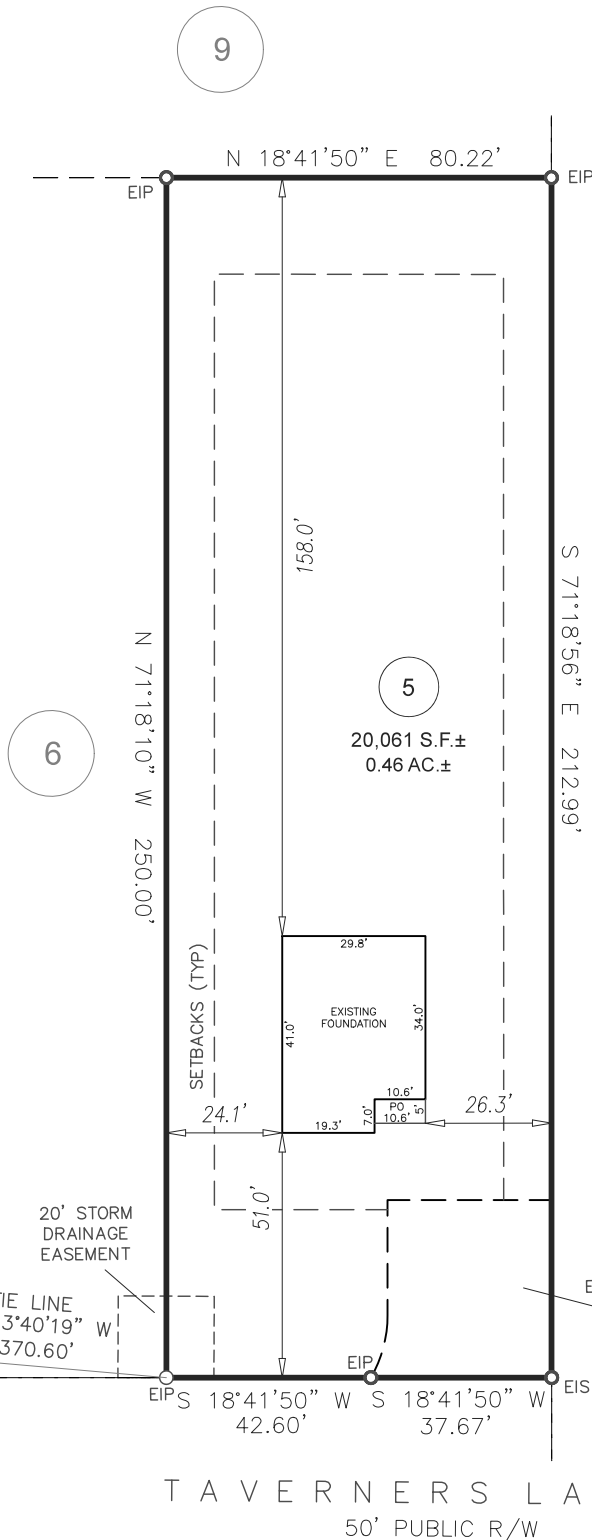 9
N 18°41'50" E 80.22'
EIP
EIP
158.0'
S 71°18'56" E 212.99'
N 71°18'10" W 250.00'
5
20,061 S.F.±
0.46 AC.±
6
SETBACKS (TYP)
29.8'
EXISTING
FOUNDATION
41.0'
34.0'
10.6'
PO
10.6'
7.0'
5'
19.3'
24.1'
26.3'
51.0'
20' STORM
DRAINAGE
EASEMENT
TIE LINE
3°40'19" W
370.60'
E
EIP
EIP
EIS
S 18°41'50" W
42.60'
S 18°41'50" W
37.67'
TAVERNERS LA
50' PUBLIC R/W